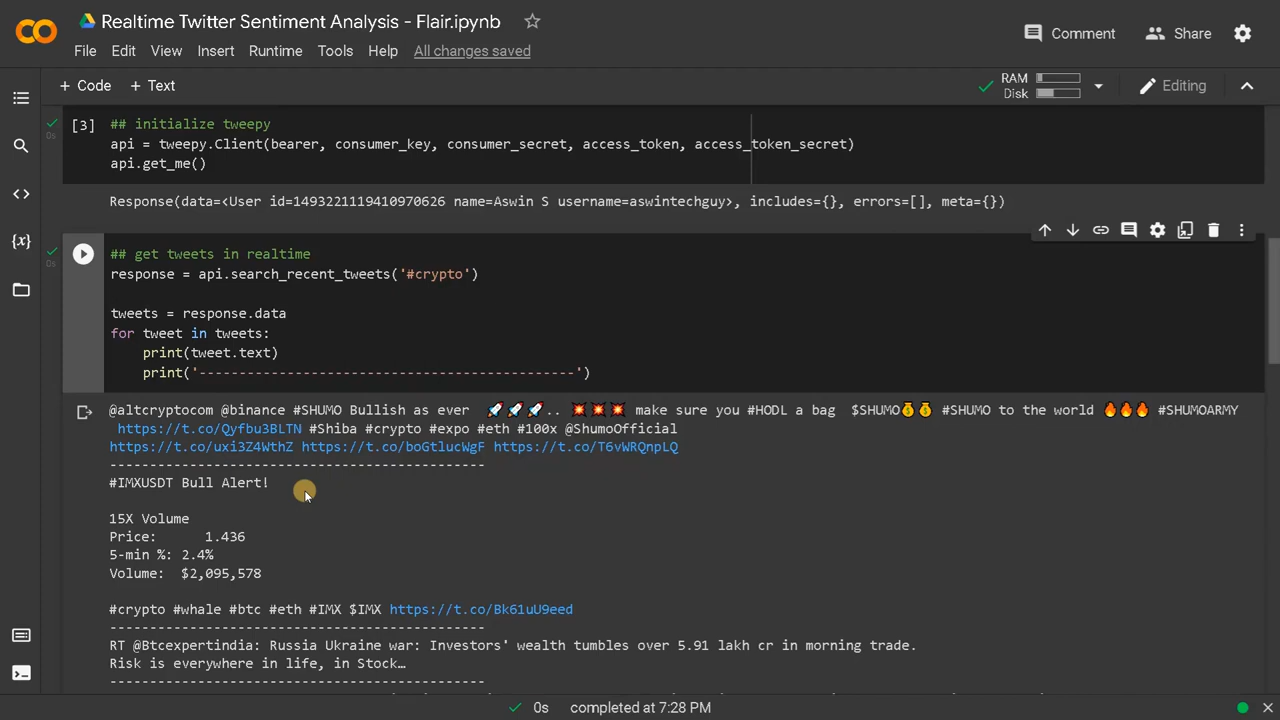 Realtime Twitter Sentiment Analysis - Flair.ipynb
Comment
Share
File Edit View Insert Runtime Tools Help All changes saved
+ Code + Text
RAM
Disk
Editing
[3] ## initialize tweepy
0s
api = tweepy.Client(bearer, consumer_key, consumer_secret, access_token, access_token_secret)
api.get_me()
Response(data=<User id=1493221119410970626 name=Aswin S username=aswintechguy>, includes={}, errors=[], meta={})
## get tweets in realtime
0s
response = api.search_recent_tweets('#crypto')
tweets = response.data
for tweet in tweets:
print(tweet.text)
print('-----------------------------------------------')
@altcryptocom @binance #SHUMO Bullish as ever 🚀🚀🚀.. 💥💥💥 make sure you #HODL a bag $SHUMO💰💰 #SHUMO to the world 🔥🔥🔥 #SHUMOARMY
https://t.co/Qyfbu3BLTN #Shiba #crypto #expo #eth #100x @ShumoOfficial
https://t.co/uxi3Z4WthZ https://t.co/boGtlucWgF https://t.co/T6vWRQnpLQ
-----------------------------------------------
#IMXUSDT Bull Alert!
15X Volume
Price: 1.436
5-min %: 2.4%
Volume: $2,095,578
#crypto #whale #btc #eth #IMX $IMX https://t.co/Bk61uU9eed
-----------------------------------------------
RT @Btcexpertindia: Russia Ukraine war: Investors' wealth tumbles over 5.91 lakh cr in morning trade.
Risk is everywhere in life, in Stock…
-----------------------------------------------
0s completed at 7:28 PM